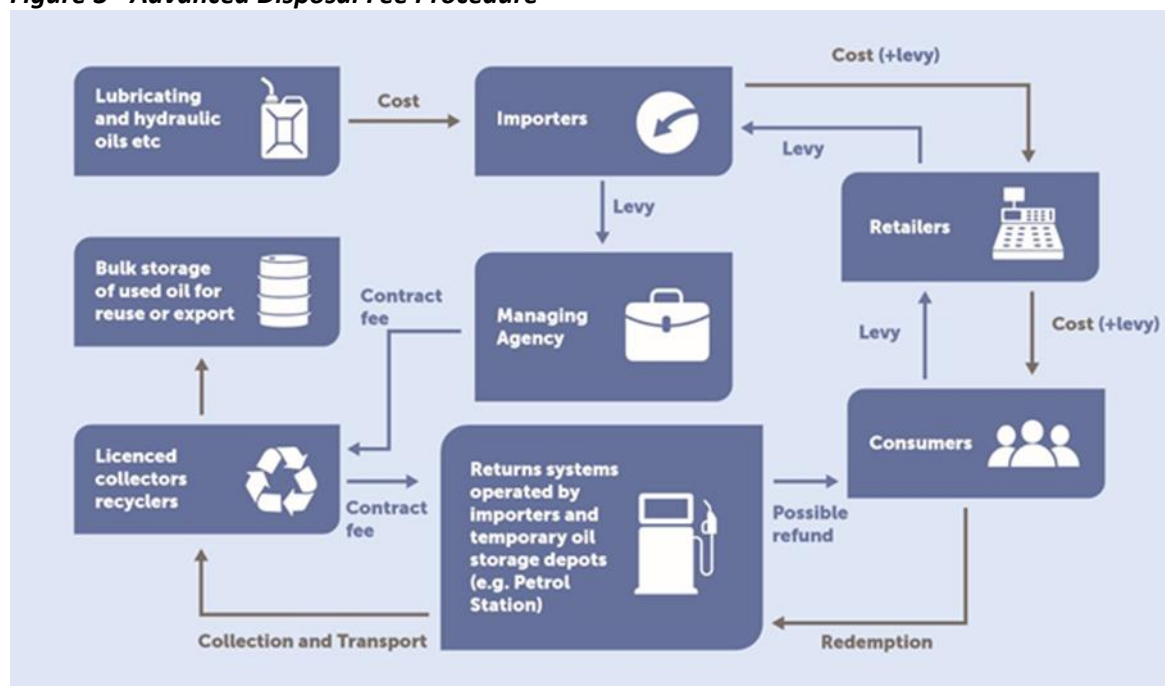 Figure 3 - Advanced Disposal Fee Procedure
Cost (+levy)
Lubricating
and hydraulic
oils etc
Cost
Importers
Levy
Levy
Retailers
Bulk storage
of used oil for
reuse or export
Contract
fee
Managing
Agency
Levy
Cost (+levy)
Licenced
collectors
recyclers
Contract
fee
Returns systems
operated by
importers and
temporary oil
storage depots
(e.g. Petrol
Station)
Possible
refund
Consumers
Collection and Transport
Redemption